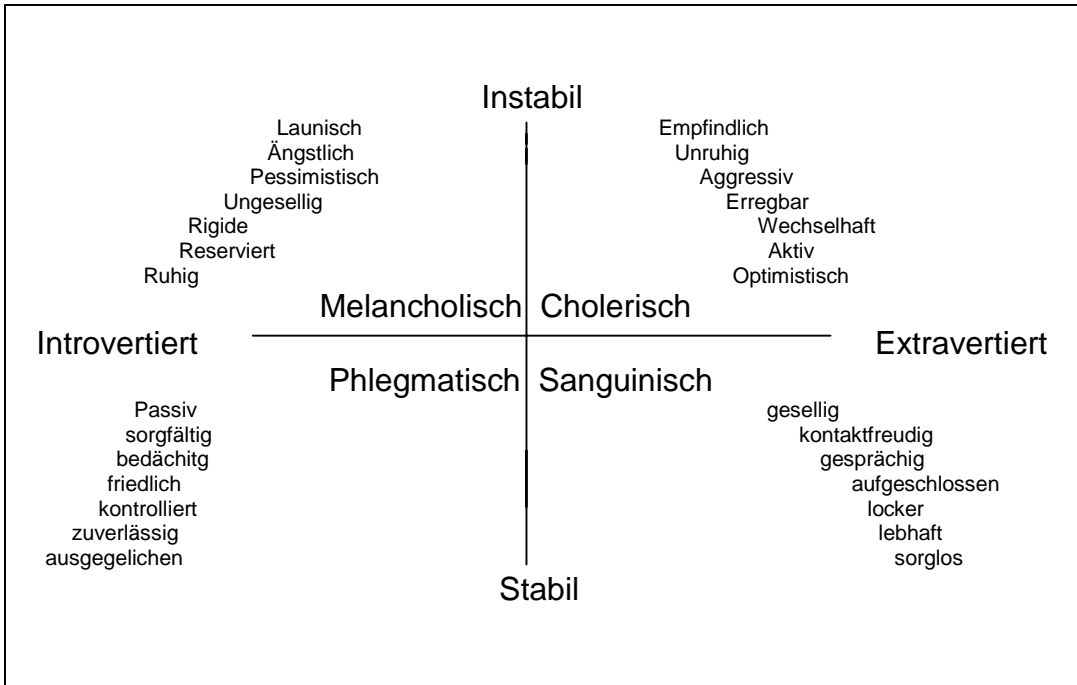 Instabil
Launisch
Ängstlich
Pessimistisch
Ungesellig
Rigide
Reserviert
Ruhig
Empfindlich
Unruhig
Aggressiv
Erregbar
Wechselhaft
Aktiv
Optimistisch
Melancholisch Cholerisch
Introvertiert
Extravertiert
Phlegmatisch Sanguinisch
Passiv
sorgfältig
bedächitg
friedlich
kontrolliert
zuverlässig
ausgegelichen
gesellig
kontaktfreudig
gesprächig
aufgeschlossen
locker
lebhaft
sorglos
Stabil